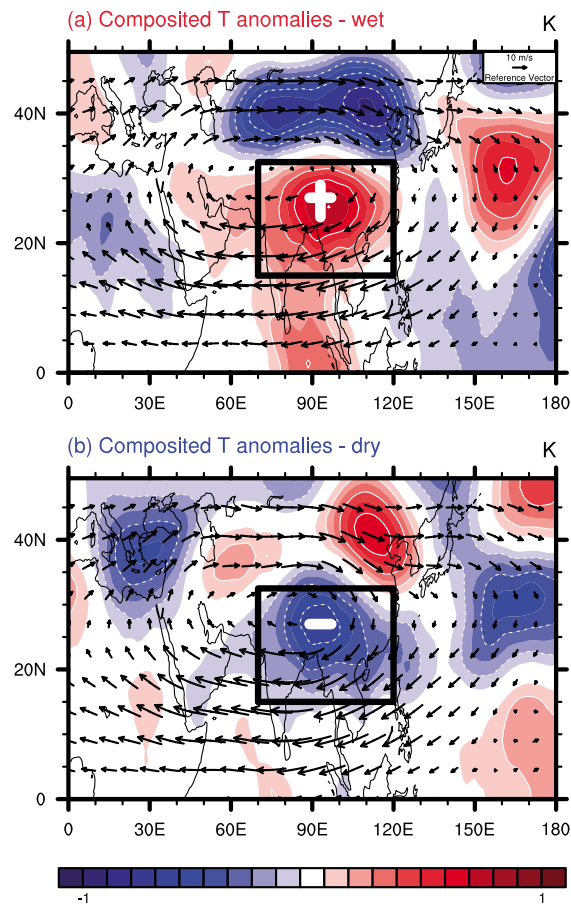 (a) Composited T anomalies - wet K
10 m/s
Reference Vector
40N
20N
0
0 30E 60E 90E 120E 150E 180
(b) Composited T anomalies - dry K
40N
20N
0
0 30E 60E 90E 120E 150E 180
-1 1